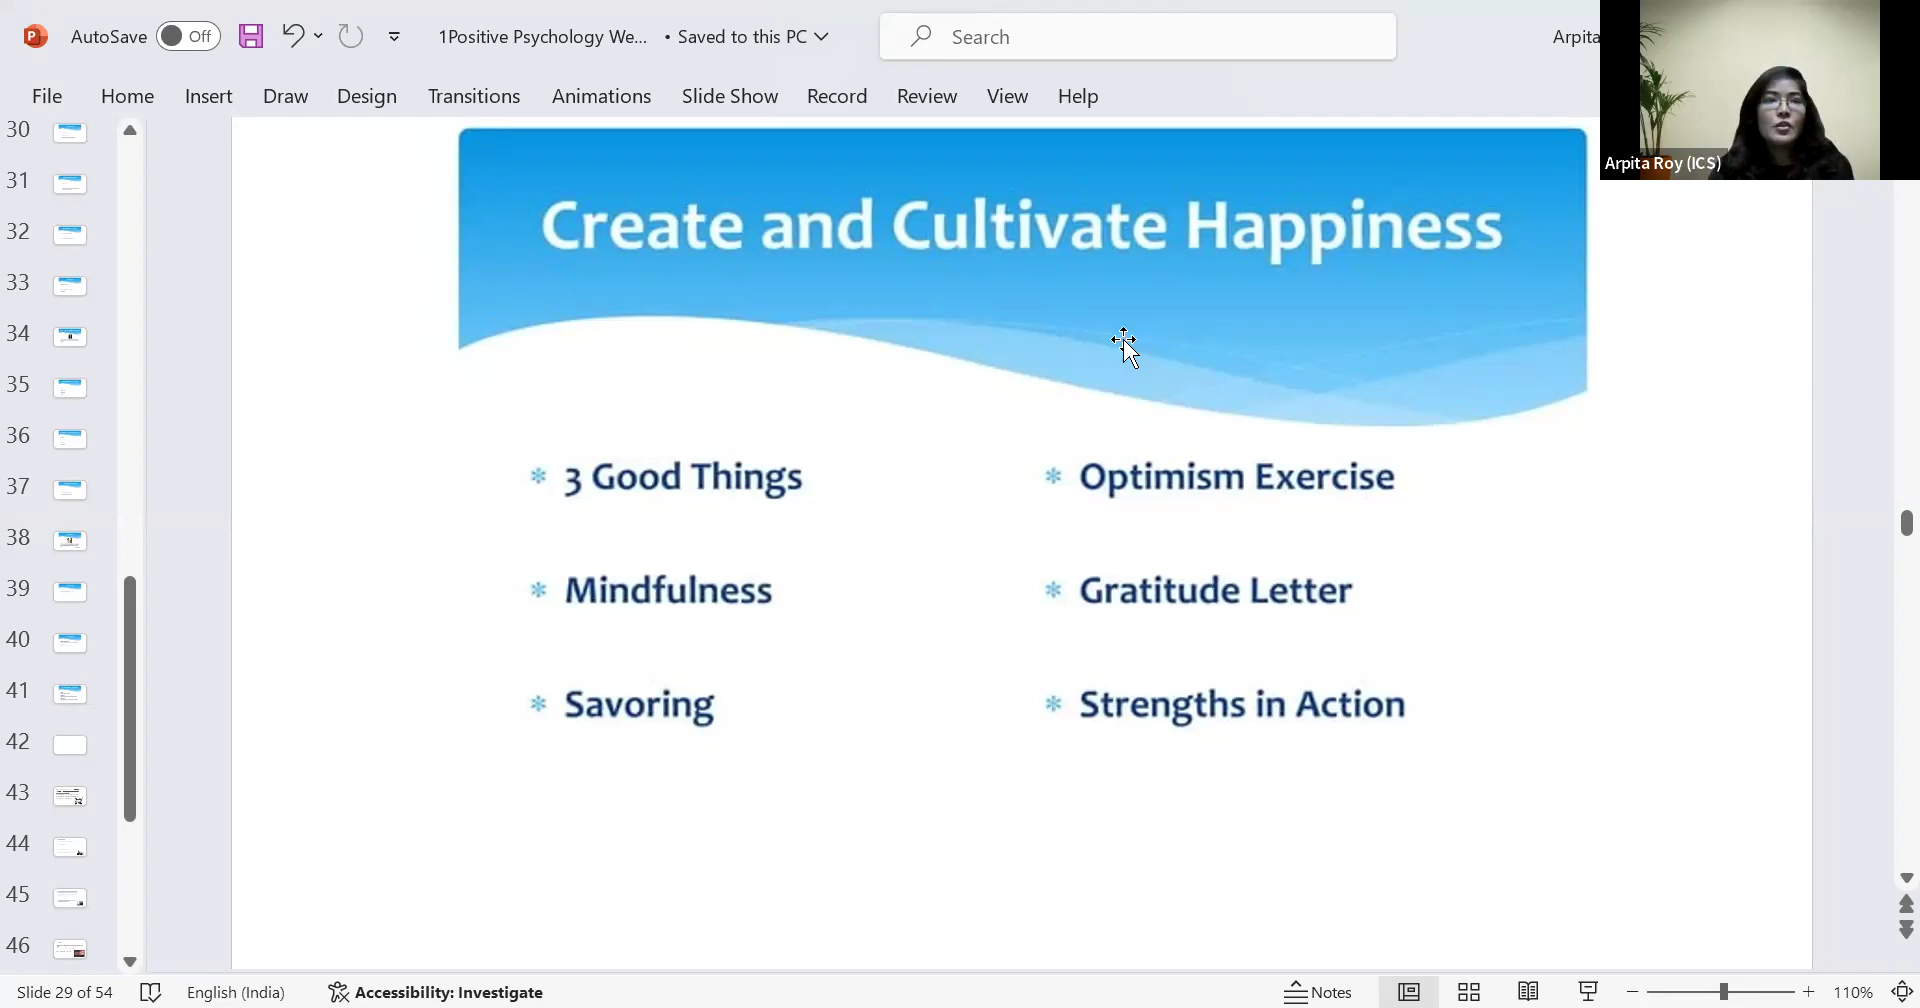 AutoSave Off 1Positive Psychology We... • Saved to this PC Search Arpita
File Home Insert Draw Design Transitions Animations Slide Show Record Review View Help
Arpita Roy (ICS)
30
31
32
33
34
35
36
37
38
39
40
41
42
43
44
45
46
Create and Cultivate Happiness
* 3 Good Things
* Mindfulness
* Savoring
* Optimism Exercise
* Gratitude Letter
* Strengths in Action
Slide 29 of 54 English (India) Accessibility: Investigate Notes 110%